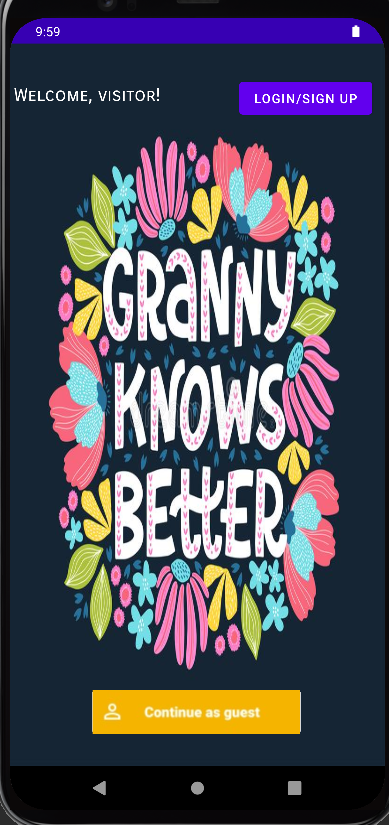 9:59
Welcome, visitor!
LOGIN/SIGN UP
GRaNNY
KNOWS
BEttER
Continue as guest